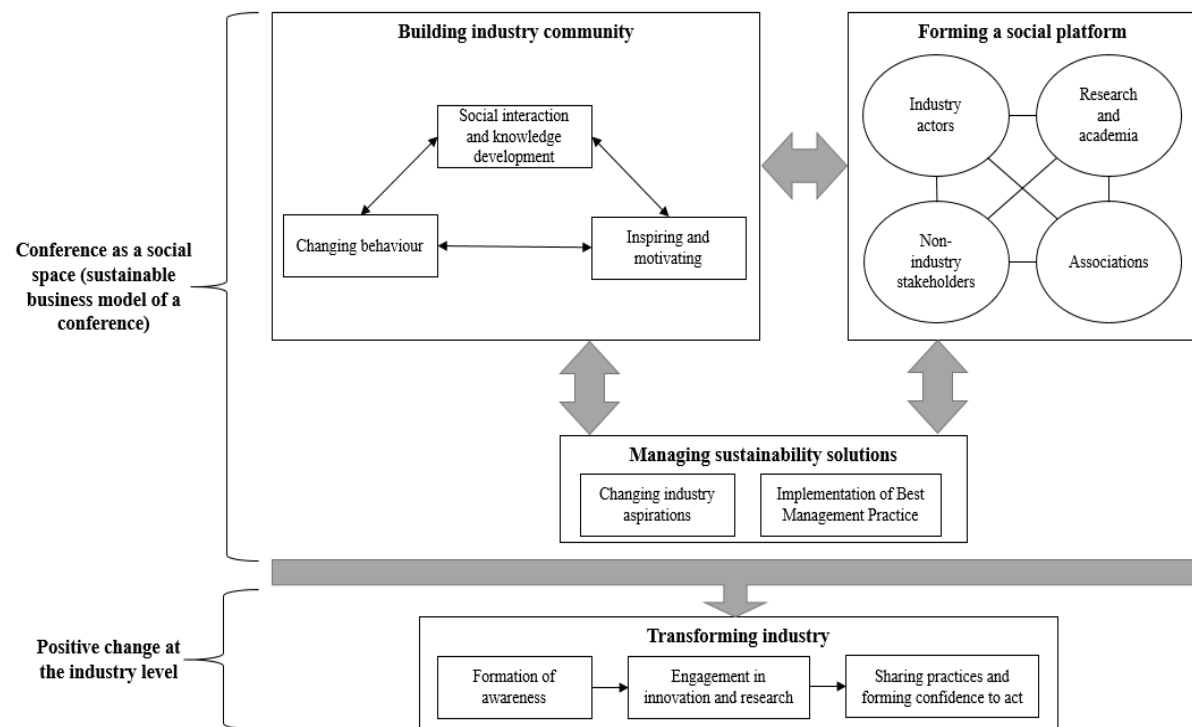 Building industry community
Social interaction
and knowledge
development
Changing behaviour
Inspiring and
motivating
Forming a social platform
Industry
actors
Research
and
academia
Non-
industry
stakeholders
Associations
Conference as a social
space (sustainable
business model of a
conference)
Managing sustainability solutions
Changing industry
aspirations
Implementation of Best
Management Practice
Positive change at
the industry level
Transforming industry
Formation of
awareness
Engagement in
innovation and research
Sharing practices and
forming confidence to act